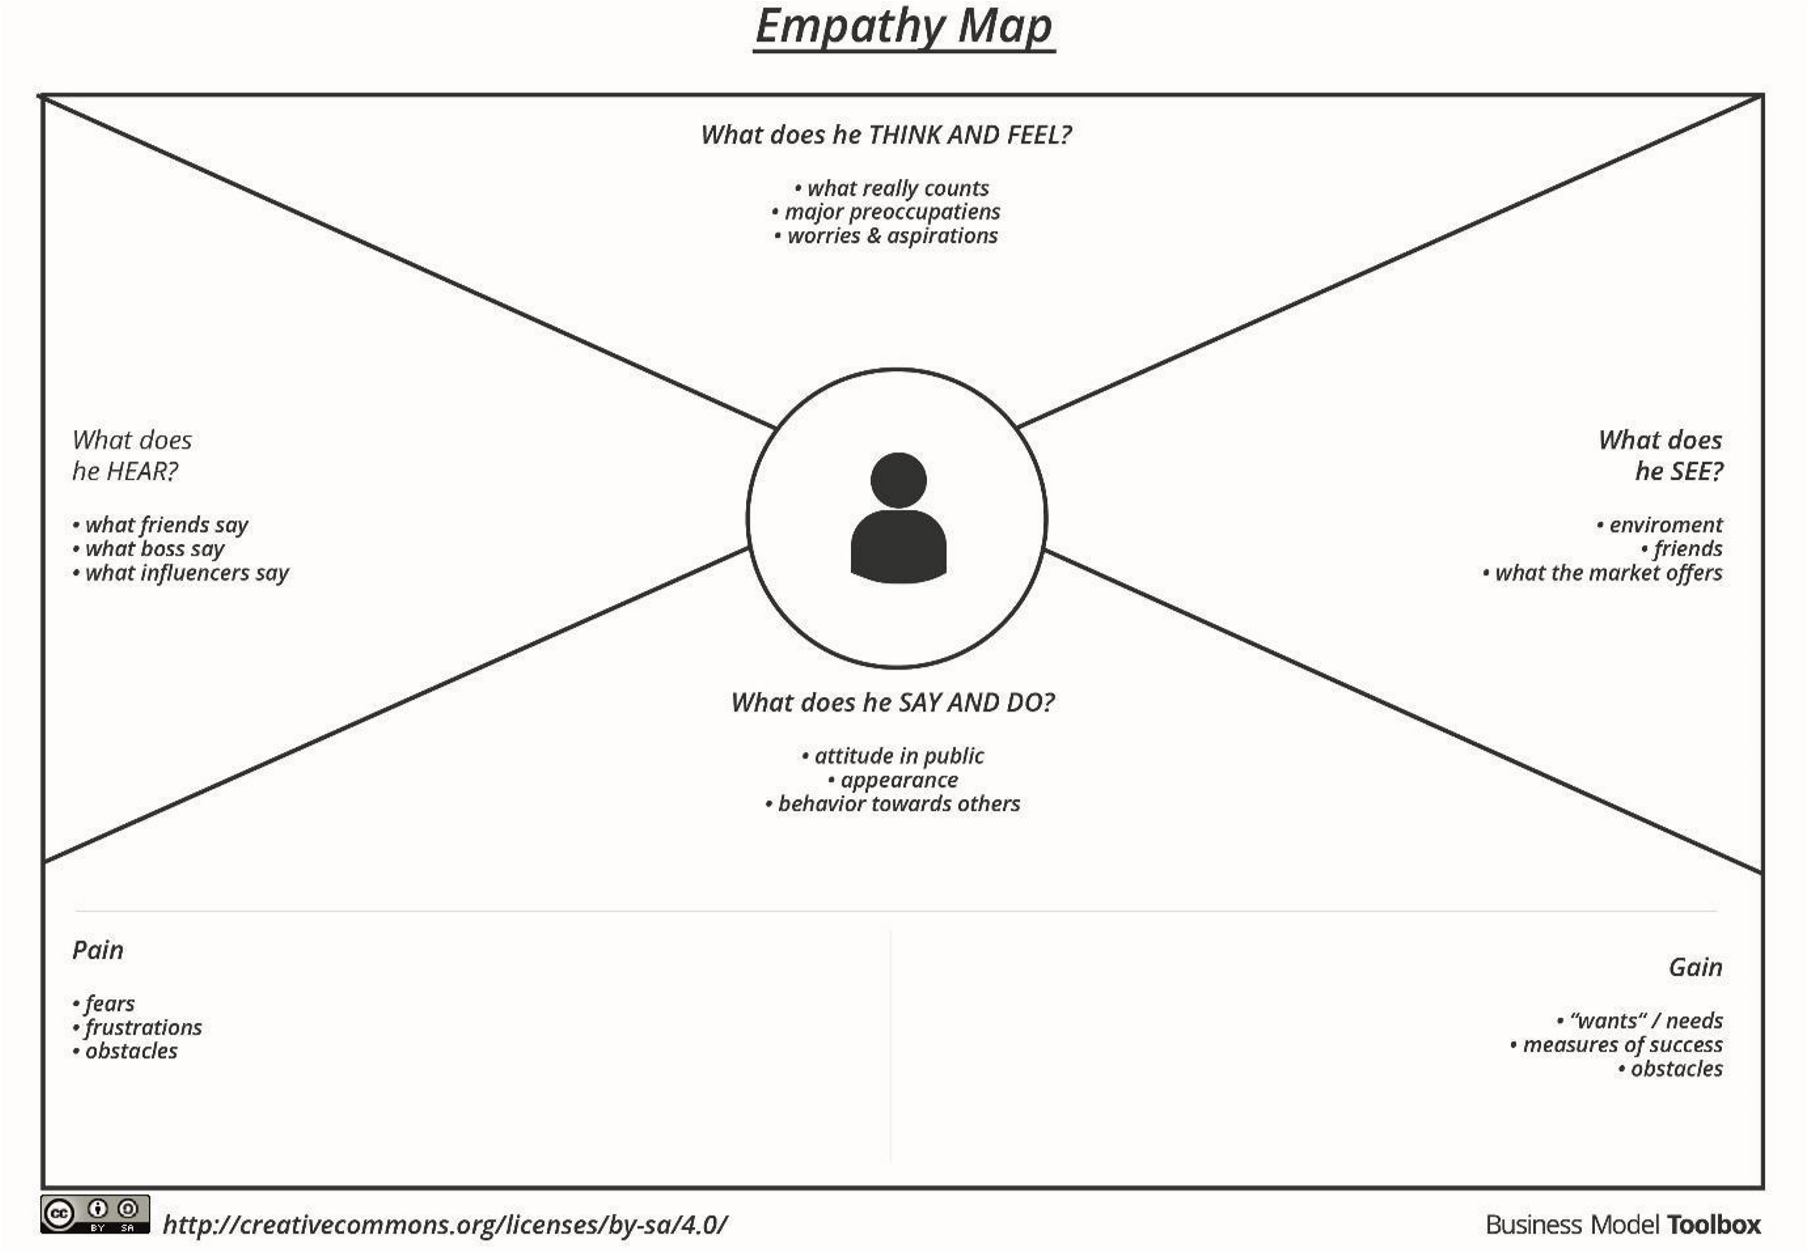 Empathy Map
What does he THINK AND FEEL?
• what really counts
• major preoccupatiens
• worries & aspirations
What does
he HEAR?
• what friends say
• what boss say
• what influencers say
What does
he SEE?
• enviroment
• friends
• what the market offers
What does he SAY AND DO?
• attitude in public
• appearance
• behavior towards others
Pain
• fears
• frustrations
• obstacles
Gain
• “wants“ / needs
• measures of success
• obstacles
cc BY SA
http://creativecommons.org/licenses/by-sa/4.0/
Business Model Toolbox